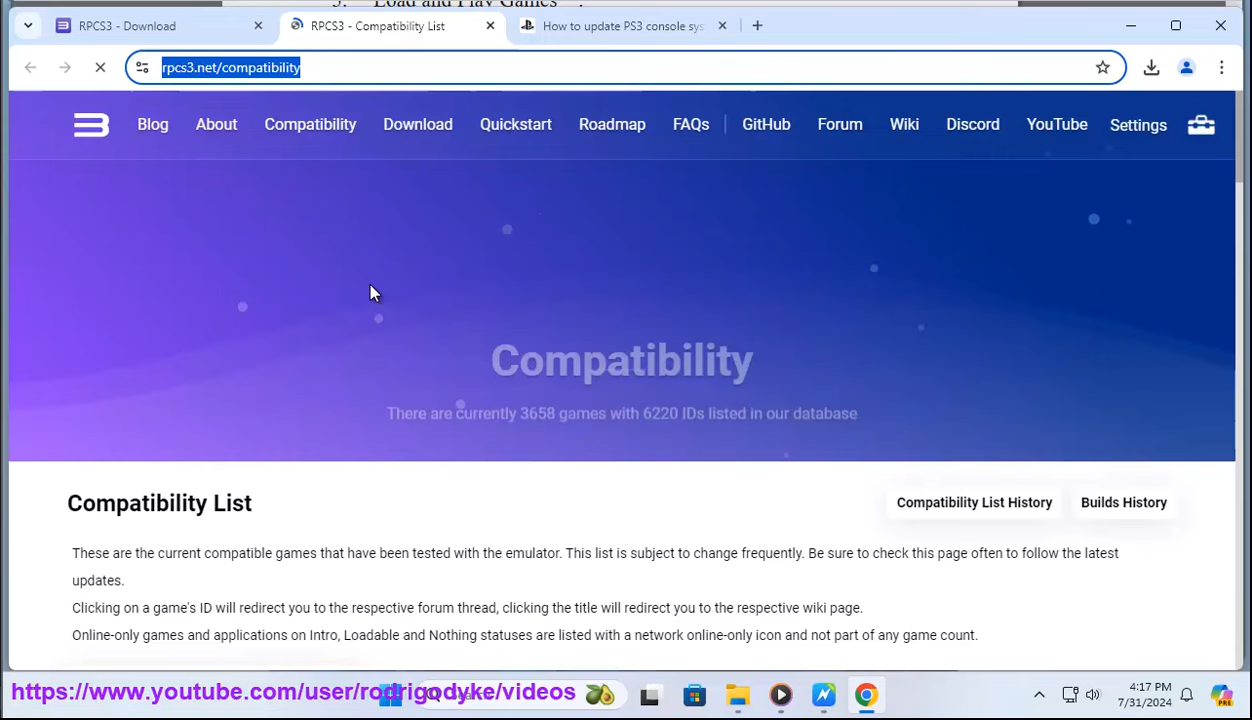 5. Load and Play Games :
RPCS3 - Download
RPCS3 - Compatibility List
How to update PS3 console sys
rpcs3.net/compatibility
Blog About Compatibility Download Quickstart Roadmap FAQs GitHub Forum Wiki Discord YouTube Settings
Compatibility
There are currently 3658 games with 6220 IDs listed in our database
Compatibility List
Compatibility List History
Builds History
These are the current compatible games that have been tested with the emulator. This list is subject to change frequently. Be sure to check this page often to follow the latest
updates.
Clicking on a game's ID will redirect you to the respective forum thread, clicking the title will redirect you to the respective wiki page.
Online-only games and applications on Intro, Loadable and Nothing statuses are listed with a network online-only icon and not part of any game count.
https://www.youtube.com/user/rodrigodyke/videos
4:17 PM
7/31/2024
PRE